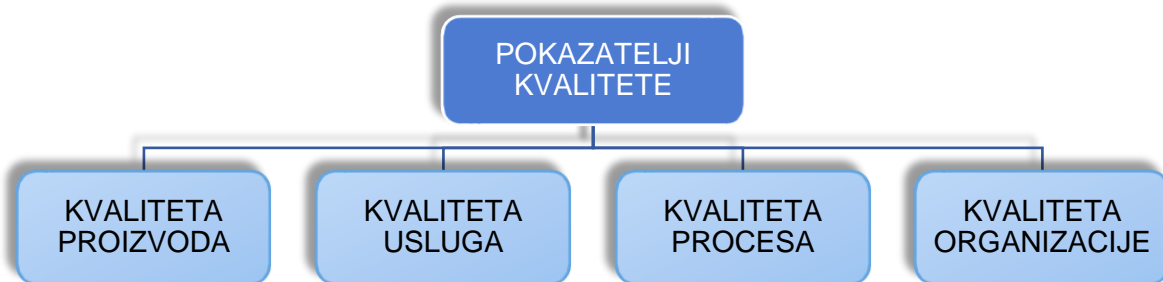 POKAZATELJI
KVALITETE
KVALITETA
PROIZVODA
KVALITETA
USLUGA
KVALITETA
PROCESA
KVALITETA
ORGANIZACIJE